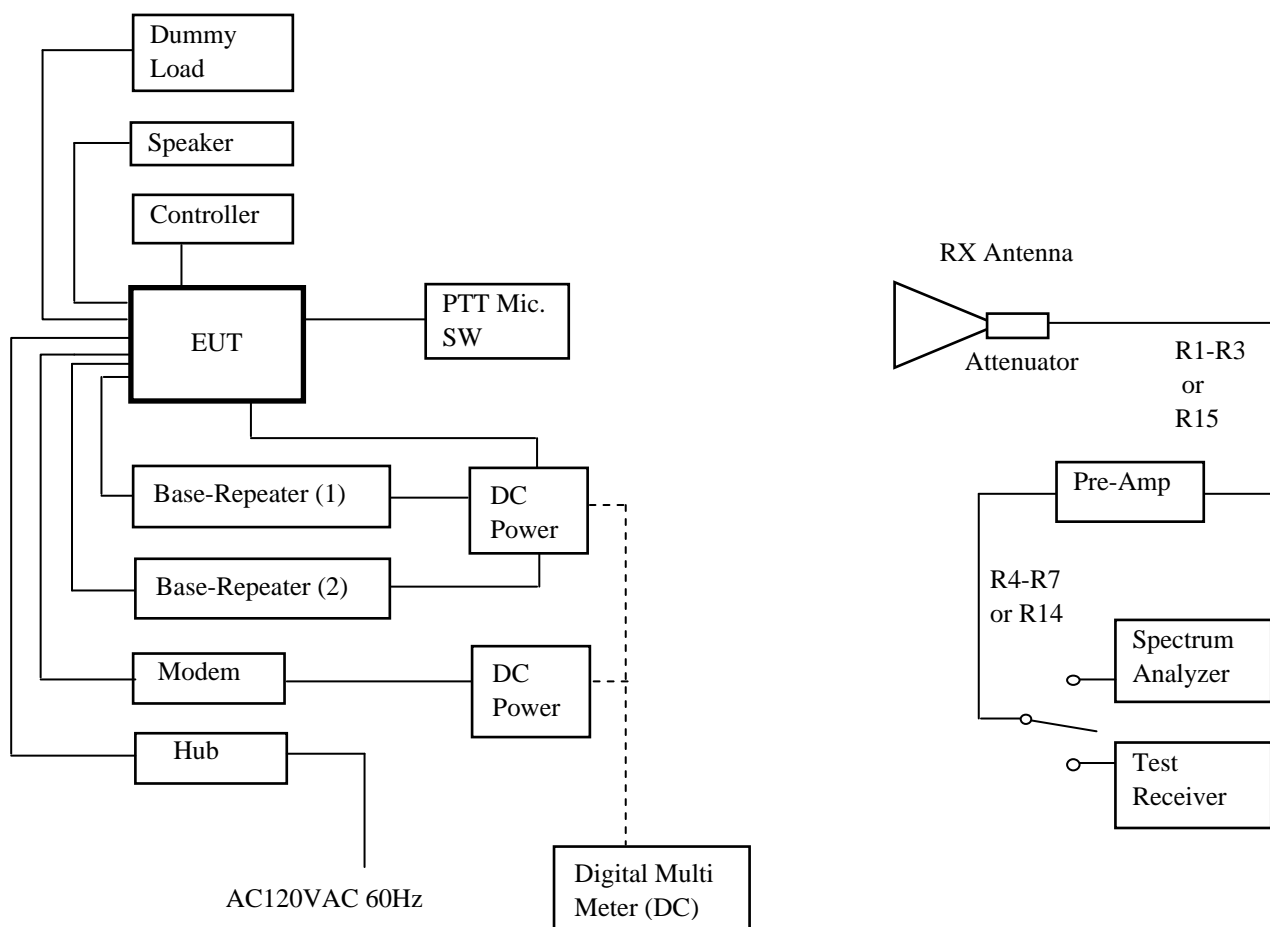 Dummy
Load
Speaker
Controller
EUT
PTT Mic.
SW
Base-Repeater (1)
DC
Power
Base-Repeater (2)
Modem
DC
Power
Hub
AC120VAC 60Hz
Digital Multi
Meter (DC)
RX Antenna
Attenuator
R1-R3
or
R15
Pre-Amp
R4-R7
or R14
Spectrum
Analyzer
Test
Receiver